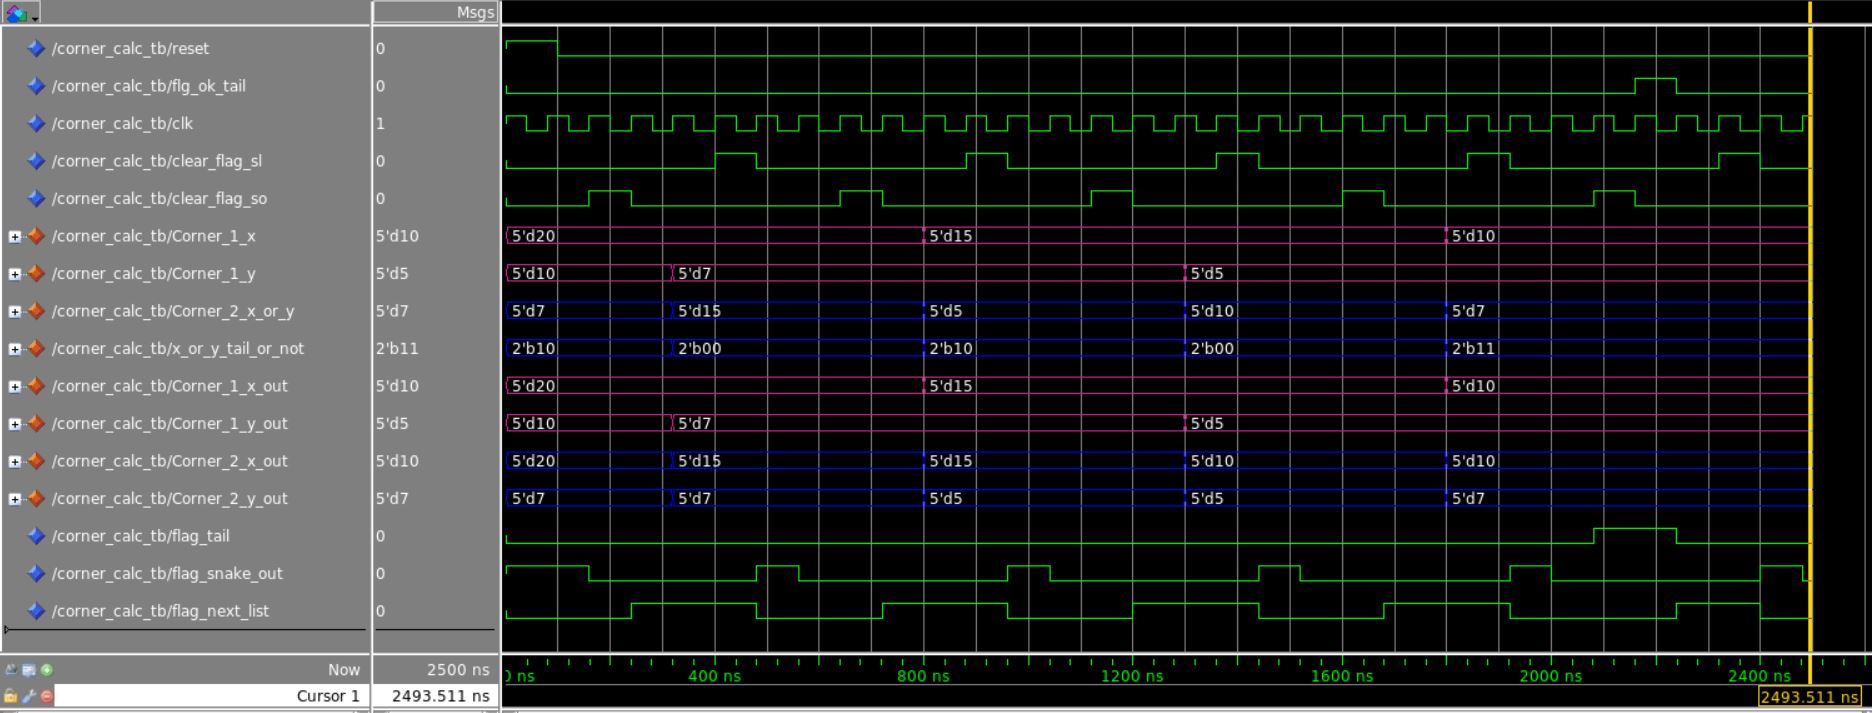 Msgs
/corner_calc_tb/reset 0
/corner_calc_tb/flg_ok_tail 0
/corner_calc_tb/clk 1
/corner_calc_tb/clear_flag_sl 0
/corner_calc_tb/clear_flag_so 0
/corner_calc_tb/Corner_1_x 5'd10 5'd20 5'd15 5'd10
/corner_calc_tb/Corner_1_y 5'd5 5'd10 5'd7 5'd5
/corner_calc_tb/Corner_2_x_or_y 5'd7 5'd7 5'd15 5'd5 5'd10 5'd7
/corner_calc_tb/x_or_y_tail_or_not 2'b11 2'b10 2'b00 2'b10 2'b00 2'b11
/corner_calc_tb/Corner_1_x_out 5'd10 5'd20 5'd15 5'd10
/corner_calc_tb/Corner_1_y_out 5'd5 5'd10 5'd7 5'd5
/corner_calc_tb/Corner_2_x_out 5'd10 5'd20 5'd15 5'd15 5'd10 5'd10
/corner_calc_tb/Corner_2_y_out 5'd7 5'd7 5'd7 5'd5 5'd5 5'd7
/corner_calc_tb/flag_tail 0
/corner_calc_tb/flag_snake_out 0
/corner_calc_tb/flag_next_list 0
Now 2500 ns 0 ns 400 ns 800 ns 1200 ns 1600 ns 2000 ns 2400 ns
Cursor 1 2493.511 ns 2493.511 ns